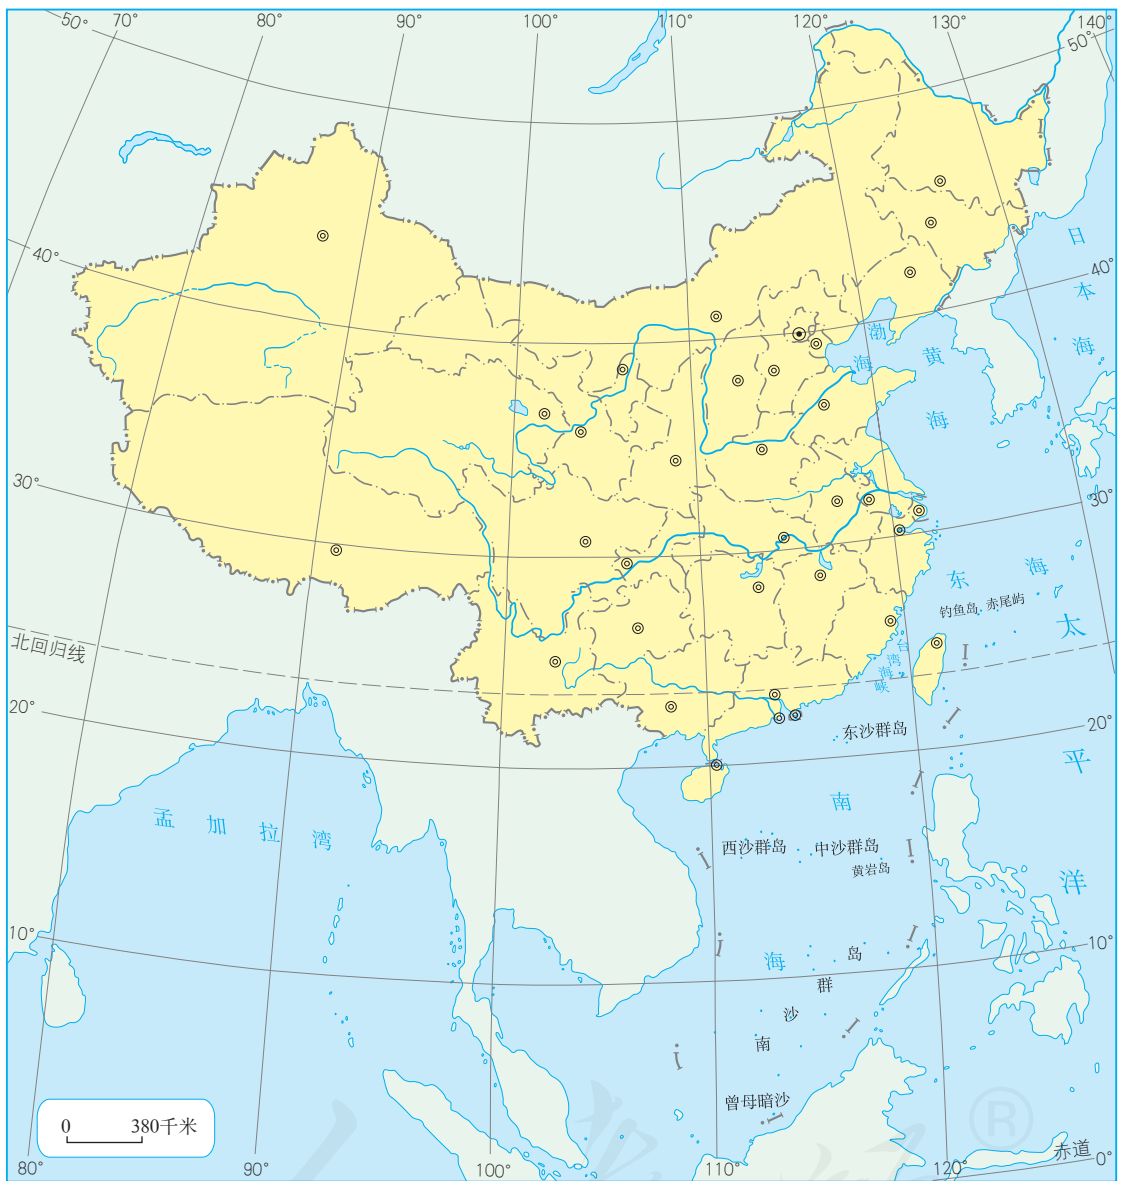 50°
70°
80°
90°
100°
110°
120°
130°
140°
50°
40°
日
本
海
40°
渤
海
黄
海
30°
30°
东
海
钓鱼岛
赤尾屿
太
平
洋
北回归线
台
湾
海
峡
20°
20°
东沙群岛
孟
加
拉
湾
南
海
西沙群岛
中沙群岛
黄岩岛
10°
10°
岛
群
沙
南
曾母暗沙
0
380千米
®
赤道
80°
90°
100°
110°
120°
0°